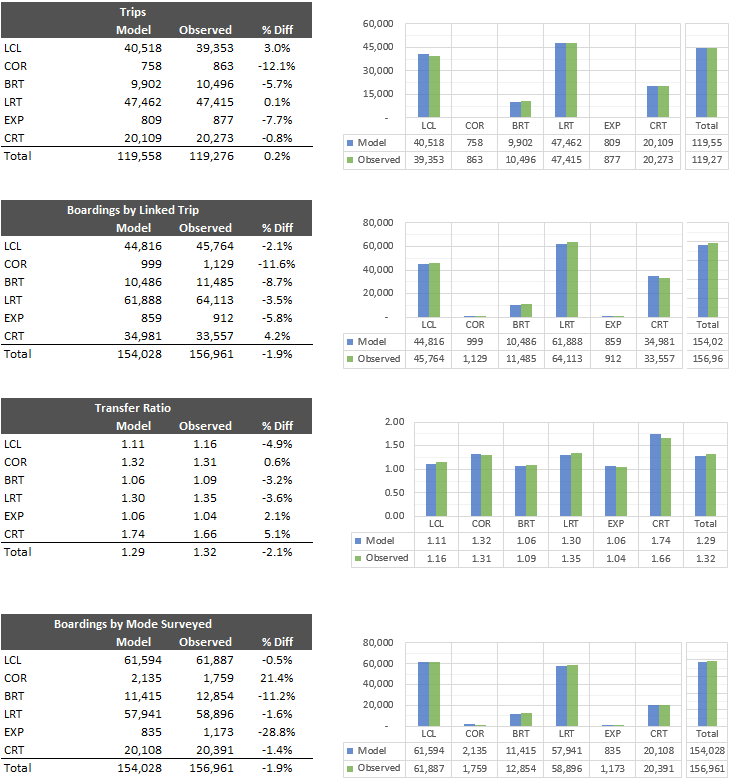 Trips
Model Observed % Diff
LCL 40,518 39,353 3.0%
COR 758 863 -12.1%
BRT 9,902 10,496 -5.7%
LRT 47,462 47,415 0.1%
EXP 809 877 -7.7%
CRT 20,109 20,273 -0.8%
Total 119,558 119,276 0.2%
60,000
45,000
30,000
15,000
-
LCL COR BRT LRT EXP CRT Total
Model 40,518 758 9,902 47,462 809 20,109 119,55
Observed 39,353 863 10,496 47,415 877 20,273 119,27
Boardings by Linked Trip
Model Observed % Diff
LCL 44,816 45,764 -2.1%
COR 999 1,129 -11.6%
BRT 10,486 11,485 -8.7%
LRT 61,888 64,113 -3.5%
EXP 859 912 -5.8%
CRT 34,981 33,557 4.2%
Total 154,028 156,961 -1.9%
80,000
60,000
40,000
20,000
-
LCL COR BRT LRT EXP CRT Total
Model 44,816 999 10,486 61,888 859 34,981 154,02
Observed 45,764 1,129 11,485 64,113 912 33,557 156,96
Transfer Ratio
Model Observed % Diff
LCL 1.11 1.16 -4.9%
COR 1.32 1.31 0.6%
BRT 1.06 1.09 -3.2%
LRT 1.30 1.35 -3.6%
EXP 1.06 1.04 2.1%
CRT 1.74 1.66 5.1%
Total 1.29 1.32 -2.1%
2.00
1.50
1.00
0.50
0.00
LCL COR BRT LRT EXP CRT Total
Model 1.11 1.32 1.06 1.30 1.06 1.74 1.29
Observed 1.16 1.31 1.09 1.35 1.04 1.66 1.32
Boardings by Mode Surveyed
Model Observed % Diff
LCL 61,594 61,887 -0.5%
COR 2,135 1,759 21.4%
BRT 11,415 12,854 -11.2%
LRT 57,941 58,896 -1.6%
EXP 835 1,173 -28.8%
CRT 20,108 20,391 -1.4%
Total 154,028 156,961 -1.9%
80,000
60,000
40,000
20,000
-
LCL COR BRT LRT EXP CRT Total
Model 61,594 2,135 11,415 57,941 835 20,108 154,028
Observed 61,887 1,759 12,854 58,896 1,173 20,391 156,961